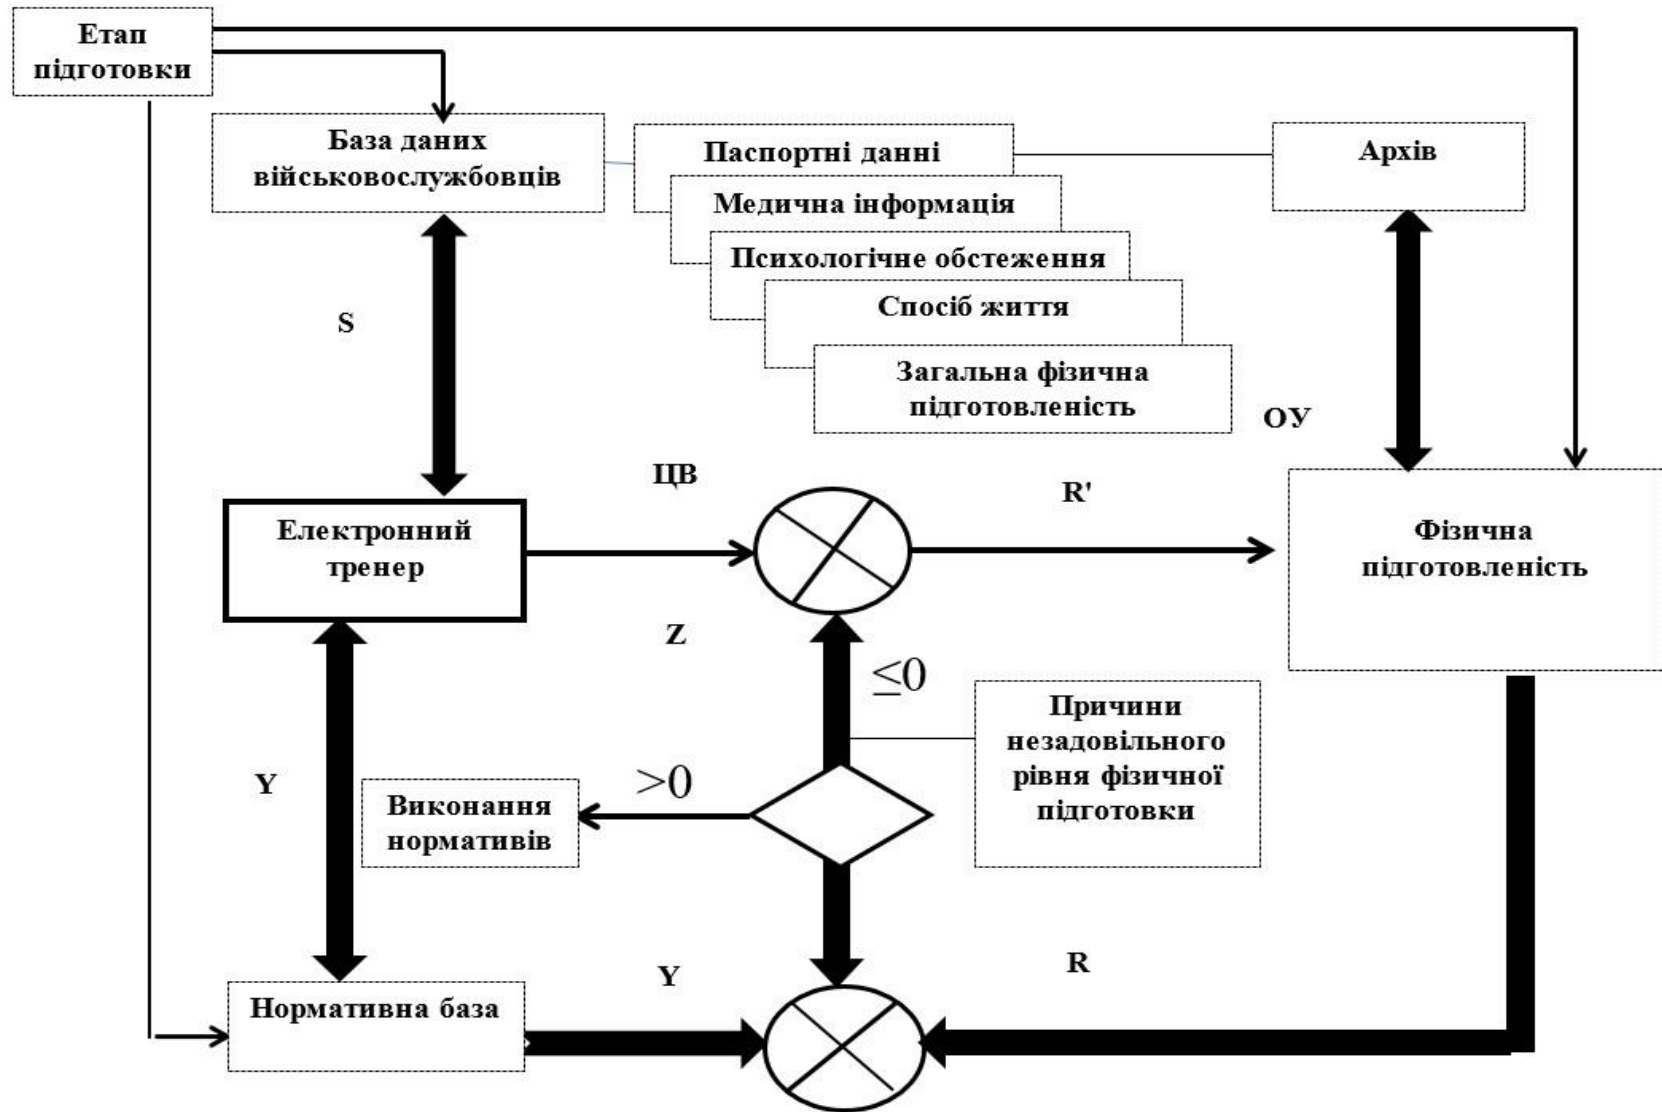 Етап
підготовки
База даних
військовослужбовців
Паспортні данні
Архів
Медична інформація
Психологічне обстеження
Спосіб життя
Загальна фізична
підготовленість
S
ОУ
ЦВ
R'
Електронний
тренер
Фізична
підготовленість
Z
≤0
Причини
незадовільного
рівня фізичної
підготовки
Y
>0
Виконання
нормативів
Y
R
Нормативна база